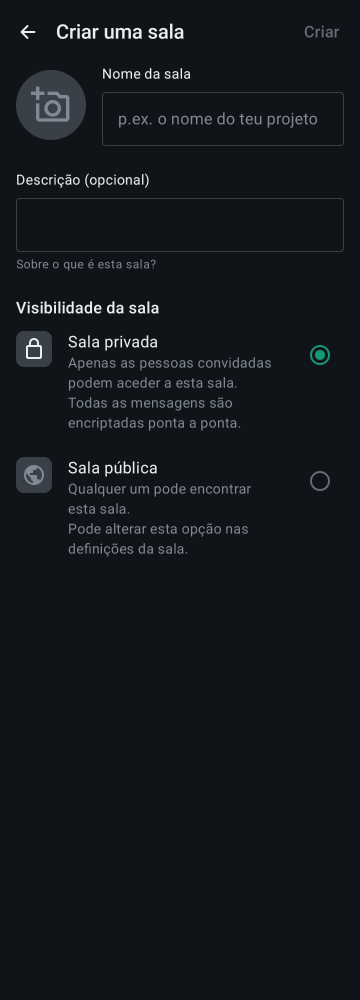 Criar uma sala
Criar
Nome da sala
p.ex. o nome do teu projeto
Descrição (opcional)
Sobre o que é esta sala?
Visibilidade da sala
Sala privada
Apenas as pessoas convidadas
podem aceder a esta sala.
Todas as mensagens são
encriptadas ponta a ponta.
Sala pública
Qualquer um pode encontrar
esta sala.
Pode alterar esta opção nas
definições da sala.